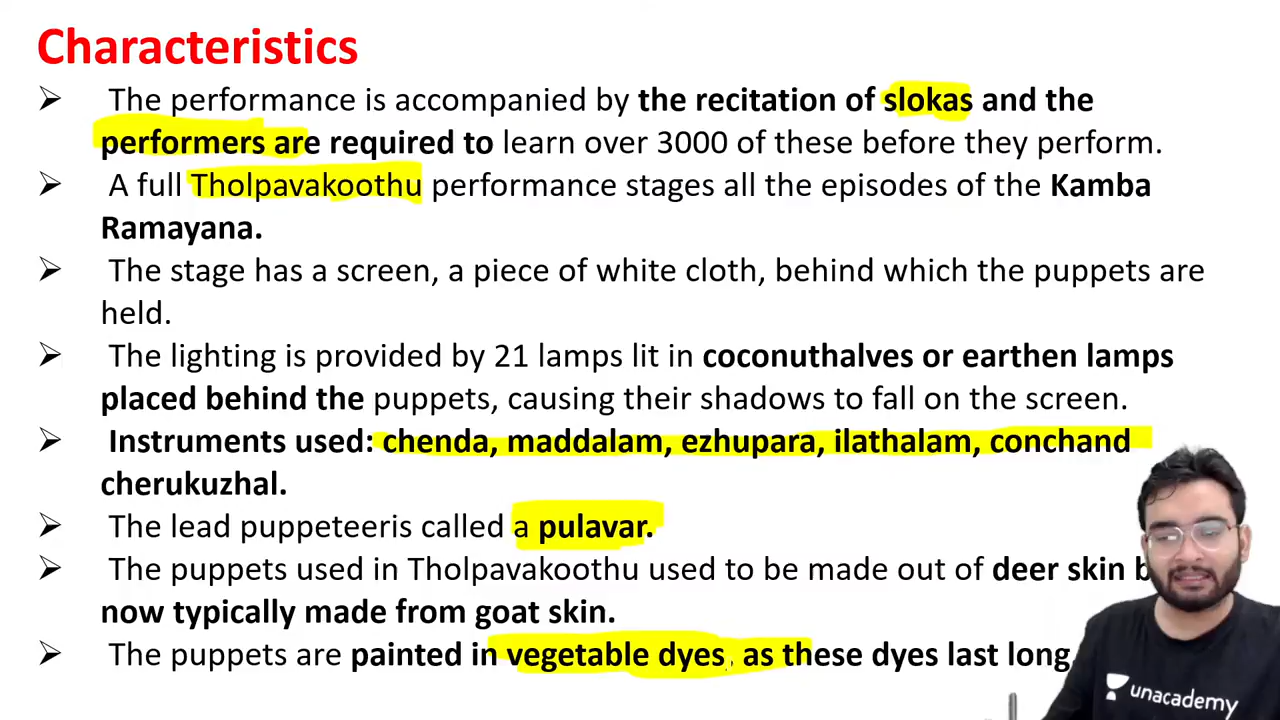 Characteristics
➢ The performance is accompanied by the recitation of slokas and the
performers are required to learn over 3000 of these before they perform.
➢ A full Tholpavakoothu performance stages all the episodes of the Kamba
Ramayana.
➢ The stage has a screen, a piece of white cloth, behind which the puppets are
held.
➢ The lighting is provided by 21 lamps lit in coconuthalves or earthen lamps
placed behind the puppets, causing their shadows to fall on the screen.
➢ Instruments used: chenda, maddalam, ezhupara, ilathalam, conchand
cherukuzhal.
➢ The lead puppeteeris called a pulavar.
➢ The puppets used in Tholpavakoothu used to be made out of deer skin
now typically made from goat skin.
➢ The puppets are painted in vegetable dyes, as these dyes last long.
unacademy